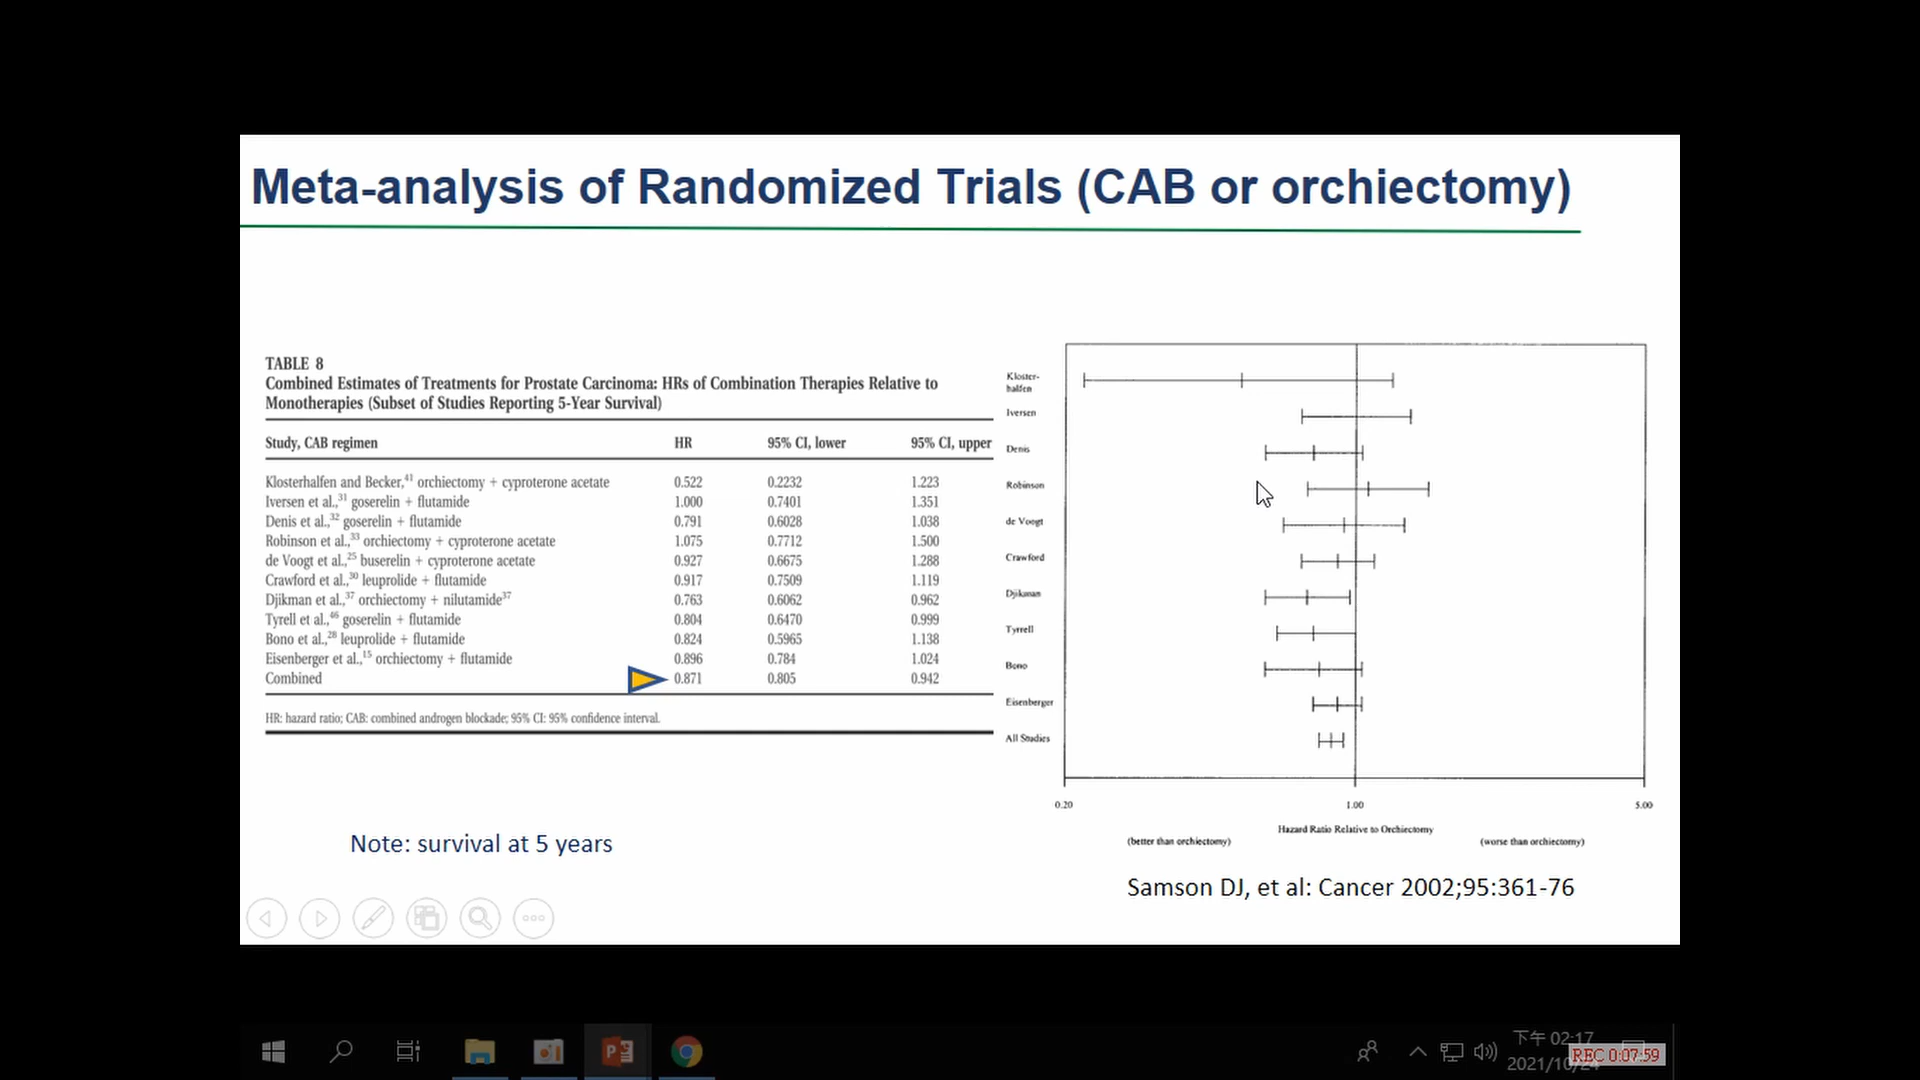 Meta-analysis of Randomized Trials (CAB or orchiectomy)
TABLE 8
Combined Estimates of Treatments for Prostate Carcinoma: HRs of Combination Therapies Relative to
Monotherapies (Subset of Studies Reporting 5-Year Survival)
Study, CAB regimen HR 95% CI, lower 95% CI, upper
Klosterhalfen and Becker,41 orchiectomy + cyproterone acetate 0.522 0.2232 1.223
Iversen et al.,31 goserelin + flutamide 1.000 0.7401 1.351
Denis et al.,32 goserelin + flutamide 0.791 0.6028 1.038
Robinson et al.,33 orchiectomy + cyproterone acetate 1.075 0.7712 1.500
de Voogt et al.,25 buserelin + cyproterone acetate 0.927 0.6675 1.288
Crawford et al.,30 leuprolide + flutamide 0.917 0.7509 1.119
Djikman et al.,37 orchiectomy + nilutamide37 0.763 0.6062 0.962
Tyrell et al.,46 goserelin + flutamide 0.804 0.6470 0.999
Bono et al.,28 leuprolide + flutamide 0.824 0.5965 1.138
Eisenberger et al.,15 orchiectomy + flutamide 0.896 0.784 1.024
Combined 0.871 0.805 0.942
HR: hazard ratio; CAB: combined androgen blockade; 95% CI: 95% confidence interval.
Kloster-
halfen
Iversen
Denis
Robinson
de Voogt
Crawford
Djikman
Tyrrell
Bono
Eisenberger
All Studies
0.20 1.00 5.00
Hazard Ratio Relative to Orchiectomy
(better than orchiectomy) (worse than orchiectomy)
Note: survival at 5 years
Samson DJ, et al: Cancer 2002;95:361-76
下午 02:17
REC 0:07:59